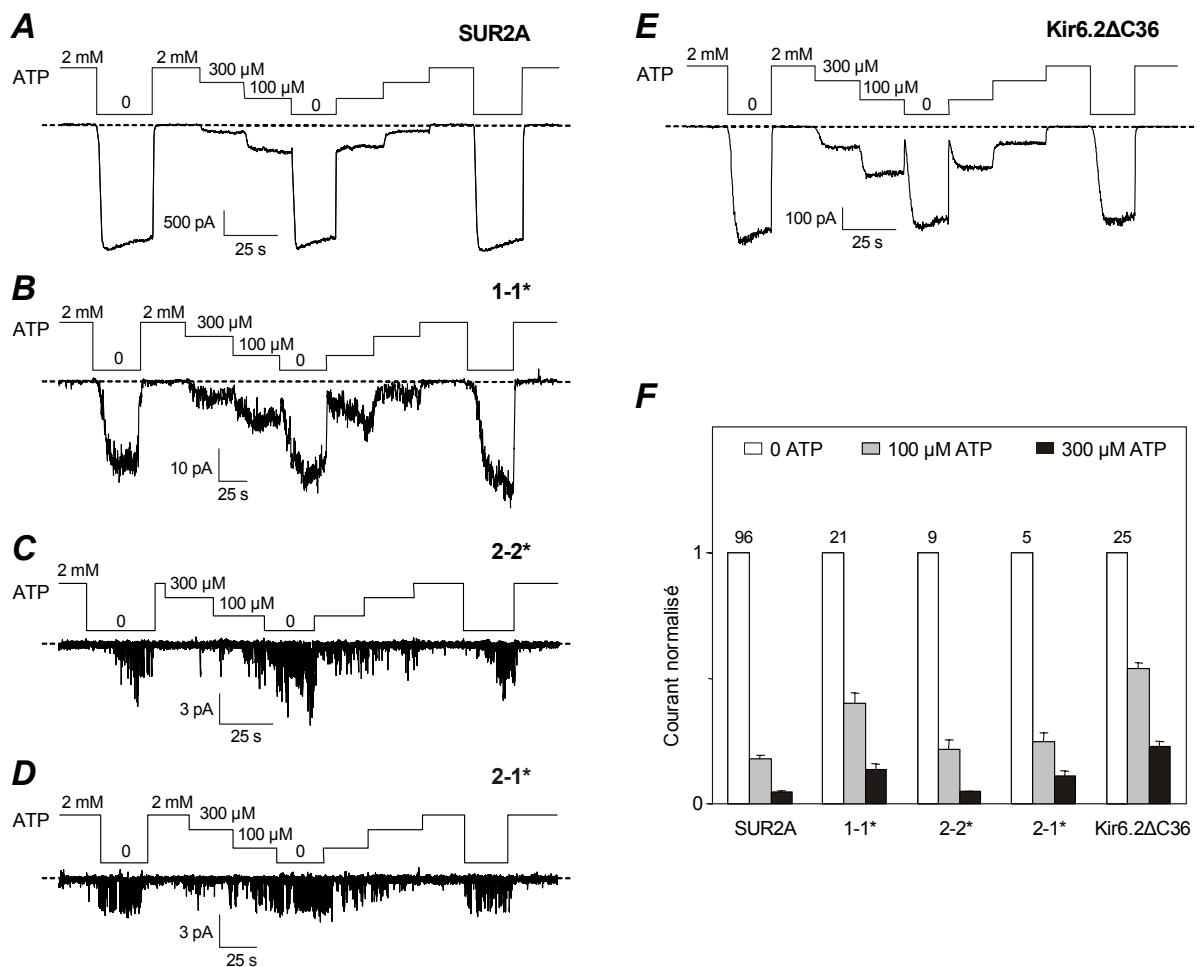 A
SUR2A
2 mM
2 mM
300 µM
100 µM
ATP
0
0
500 pA
25 s
B
1-1*
2 mM
2 mM
300 µM
ATP
100 µM
0
0
10 pA
25 s
C
2-2*
2 mM
300 µM
ATP
100 µM
0
0
3 pA
25 s
D
2-1*
2 mM
2 mM
300 µM
ATP
100 µM
0
0
3 pA
25 s
E
Kir6.2ΔC36
2 mM
2 mM
300 µM
ATP
100 µM
0
0
100 pA
25 s
F
0 ATP
100 µM ATP
300 µM ATP
96
21
9
5
25
1
Courant normalisé
0
SUR2A
1-1*
2-2*
2-1*
Kir6.2ΔC36